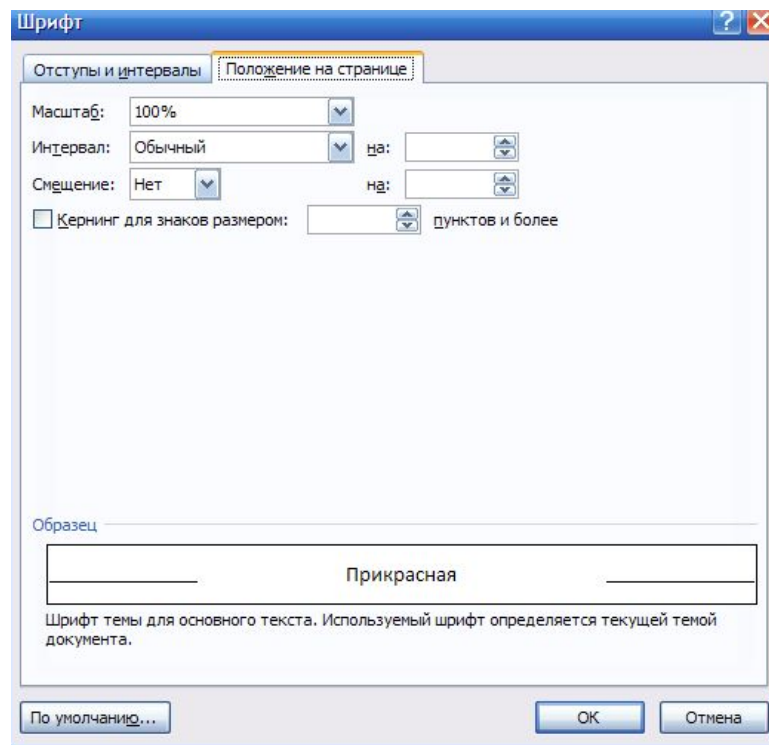 Шрифт
Отступы и интервалы Положение на странице
Масштаб: 100%
Интервал: Обычный на:
Смещение: Нет на:
Кернинг для знаков размером: пунктов и более
Образец
Прикрасная
Шрифт темы для основного текста. Используемый шрифт определяется текущей темой
документа.
По умолчанию... ОК Отмена